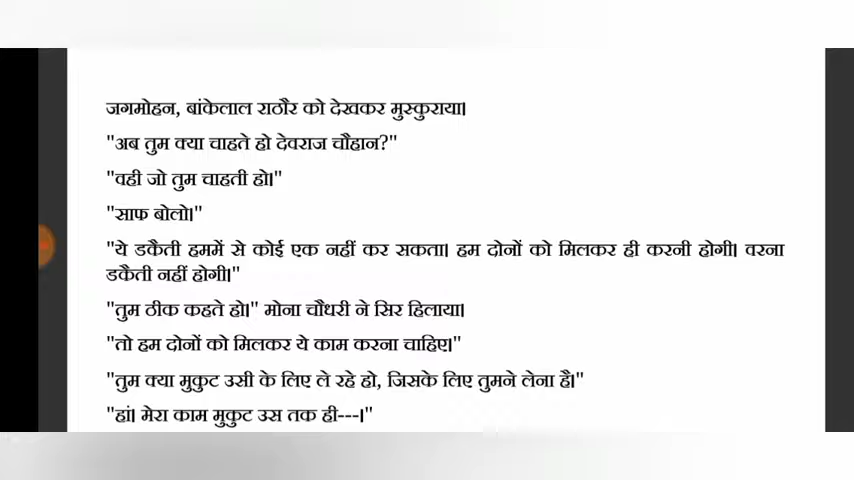 जगमोहन, बांकेलाल राठौर को देखकर मुस्कुराया।
"अब तुम क्या चाहते हो देवराज चौहान?"
"वही जो तुम चाहती हो।"
"साफ बोलो।"
"ये डकैती हममें से कोई एक नहीं कर सकता। हम दोनों को मिलकर ही करनी होगी। वरना
डकैती नहीं होगी।"
"तुम ठीक कहते हो।" मोना चौधरी ने सिर हिलाया।
"तो हम दोनों को मिलकर ये काम करना चाहिए।"
"तुम क्या मुकुट उसी के लिए ले रहे हो, जिसके लिए तुमने लेना है।"
"हां। मेरा काम मुकुट उस तक ही---।"